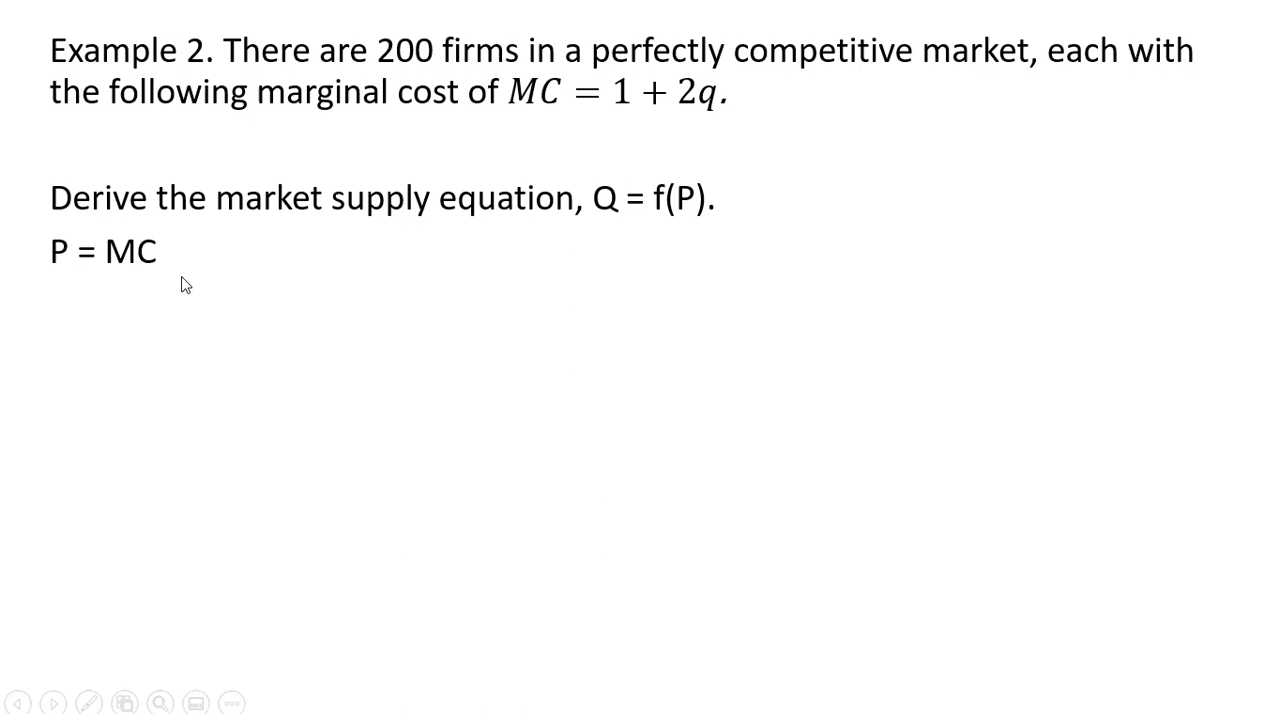 Example 2. There are 200 firms in a perfectly competitive market, each with
the following marginal cost of 𝑀𝐶 = 1 + 2𝑞.
Derive the market supply equation, Q = f(P).
P = MC